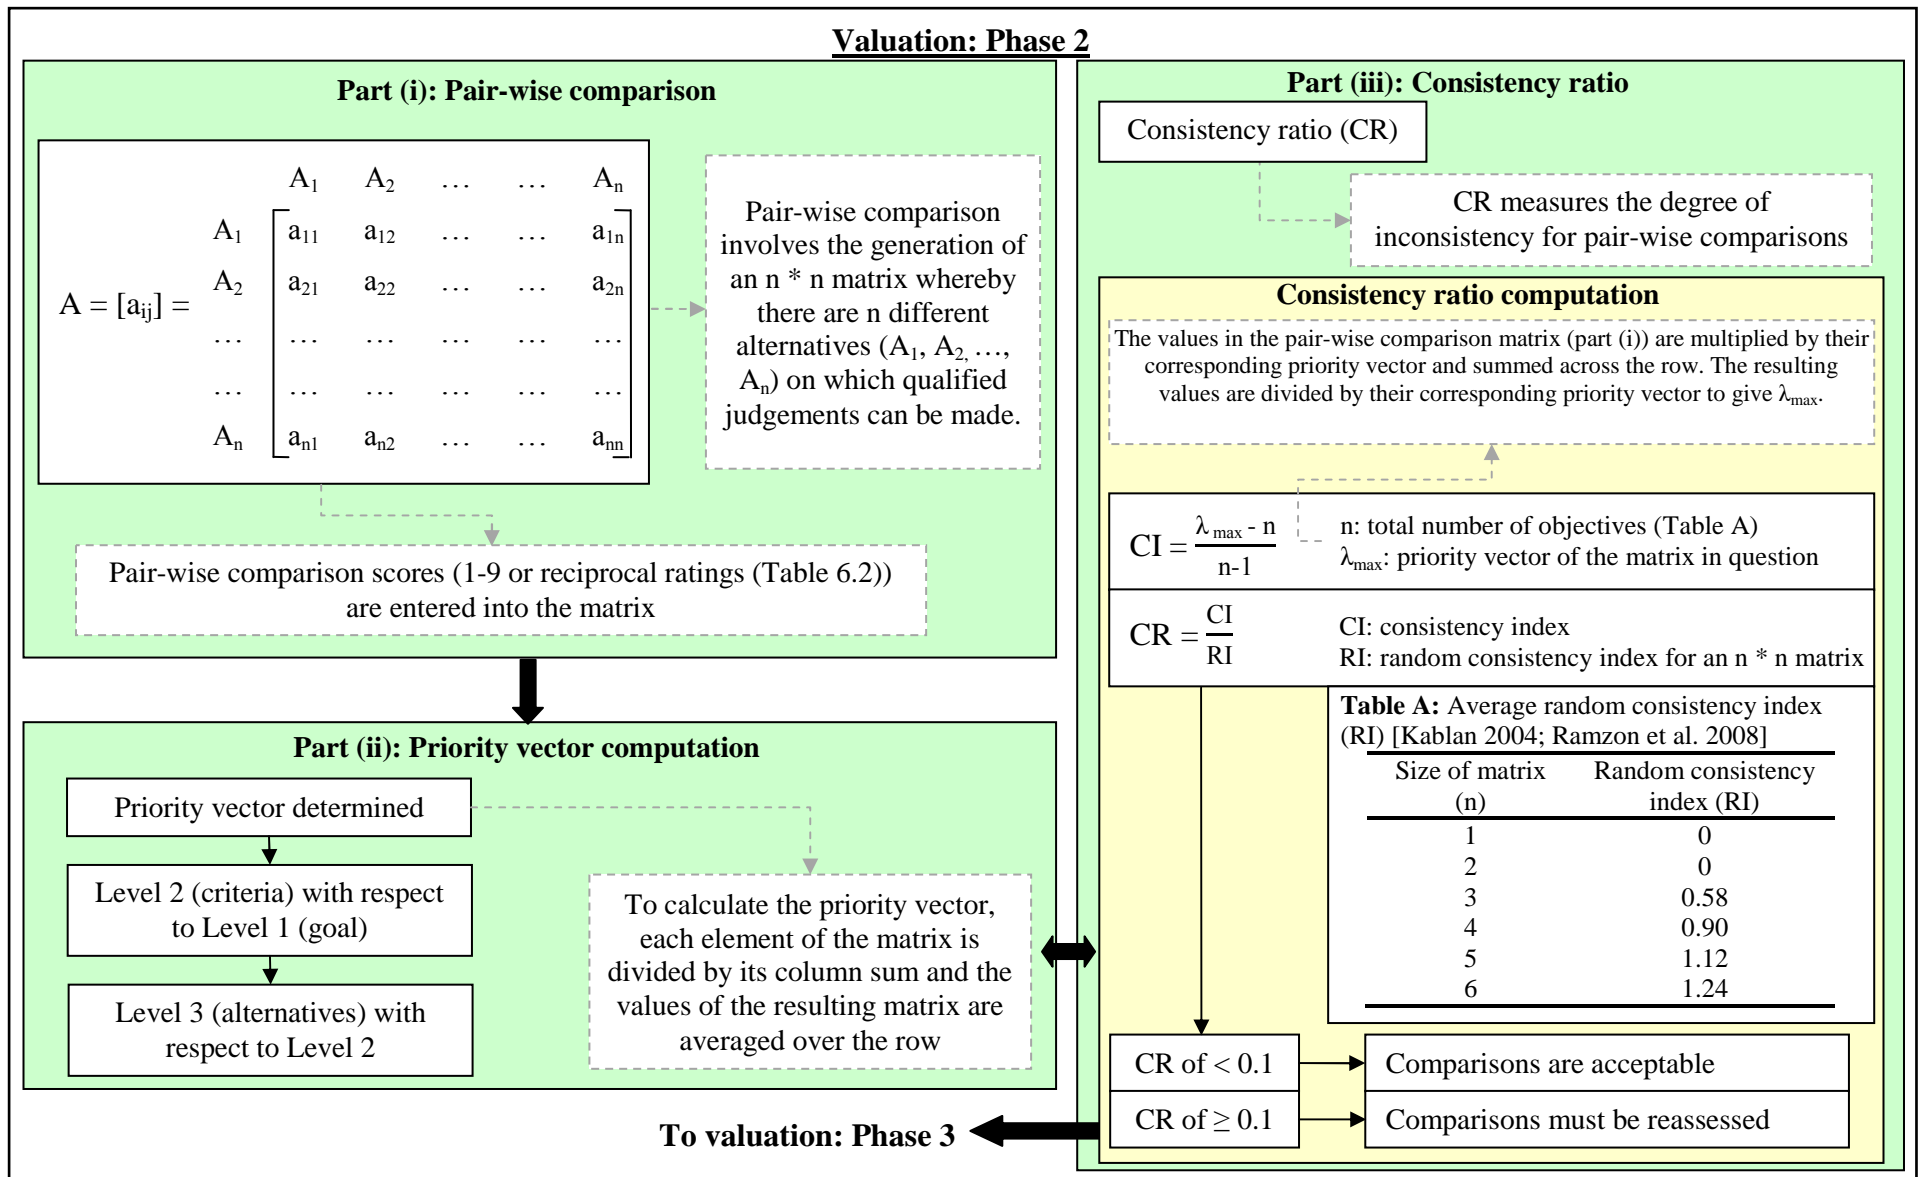 Valuation: Phase 2
Part (i): Pair-wise comparison
A₁ A₂ … … Aₙ
A₁ a₁₁ a₁₂ … … a₁ₙ
A₂ a₂₁ a₂₂ … … a₂ₙ
A = [aᵢⱼ] =
… … … … … …
… … … … … …
Aₙ aₙ₁ aₙ₂ … … aₙₙ
Pair-wise comparison
involves the generation of
an n * n matrix whereby
there are n different
alternatives (A₁, A₂, …,
Aₙ) on which qualified
judgements can be made.
Pair-wise comparison scores (1-9 or reciprocal ratings (Table 6.2))
are entered into the matrix
Part (ii): Priority vector computation
Priority vector determined
Level 2 (criteria) with respect
to Level 1 (goal)
Level 3 (alternatives) with
respect to Level 2
To calculate the priority vector,
each element of the matrix is
divided by its column sum and the
values of the resulting matrix are
averaged over the row
Part (iii): Consistency ratio
Consistency ratio (CR)
CR measures the degree of
inconsistency for pair-wise comparisons
Consistency ratio computation
The values in the pair-wise comparison matrix (part (i)) are multiplied by their
corresponding priority vector and summed across the row. The resulting
values are divided by their corresponding priority vector to give λmax.
CI = λ max - n
n-1
n: total number of objectives (Table A)
λmax: priority vector of the matrix in question
CR = CI
RI
CI: consistency index
RI: random consistency index for an n * n matrix
Table A: Average random consistency index
(RI) [Kablan 2004; Ramzon et al. 2008]
Size of matrix Random consistency
(n) index (RI)
1 0
2 0
3 0.58
4 0.90
5 1.12
6 1.24
CR of < 0.1 Comparisons are acceptable
CR of ≥ 0.1 Comparisons must be reassessed
To valuation: Phase 3